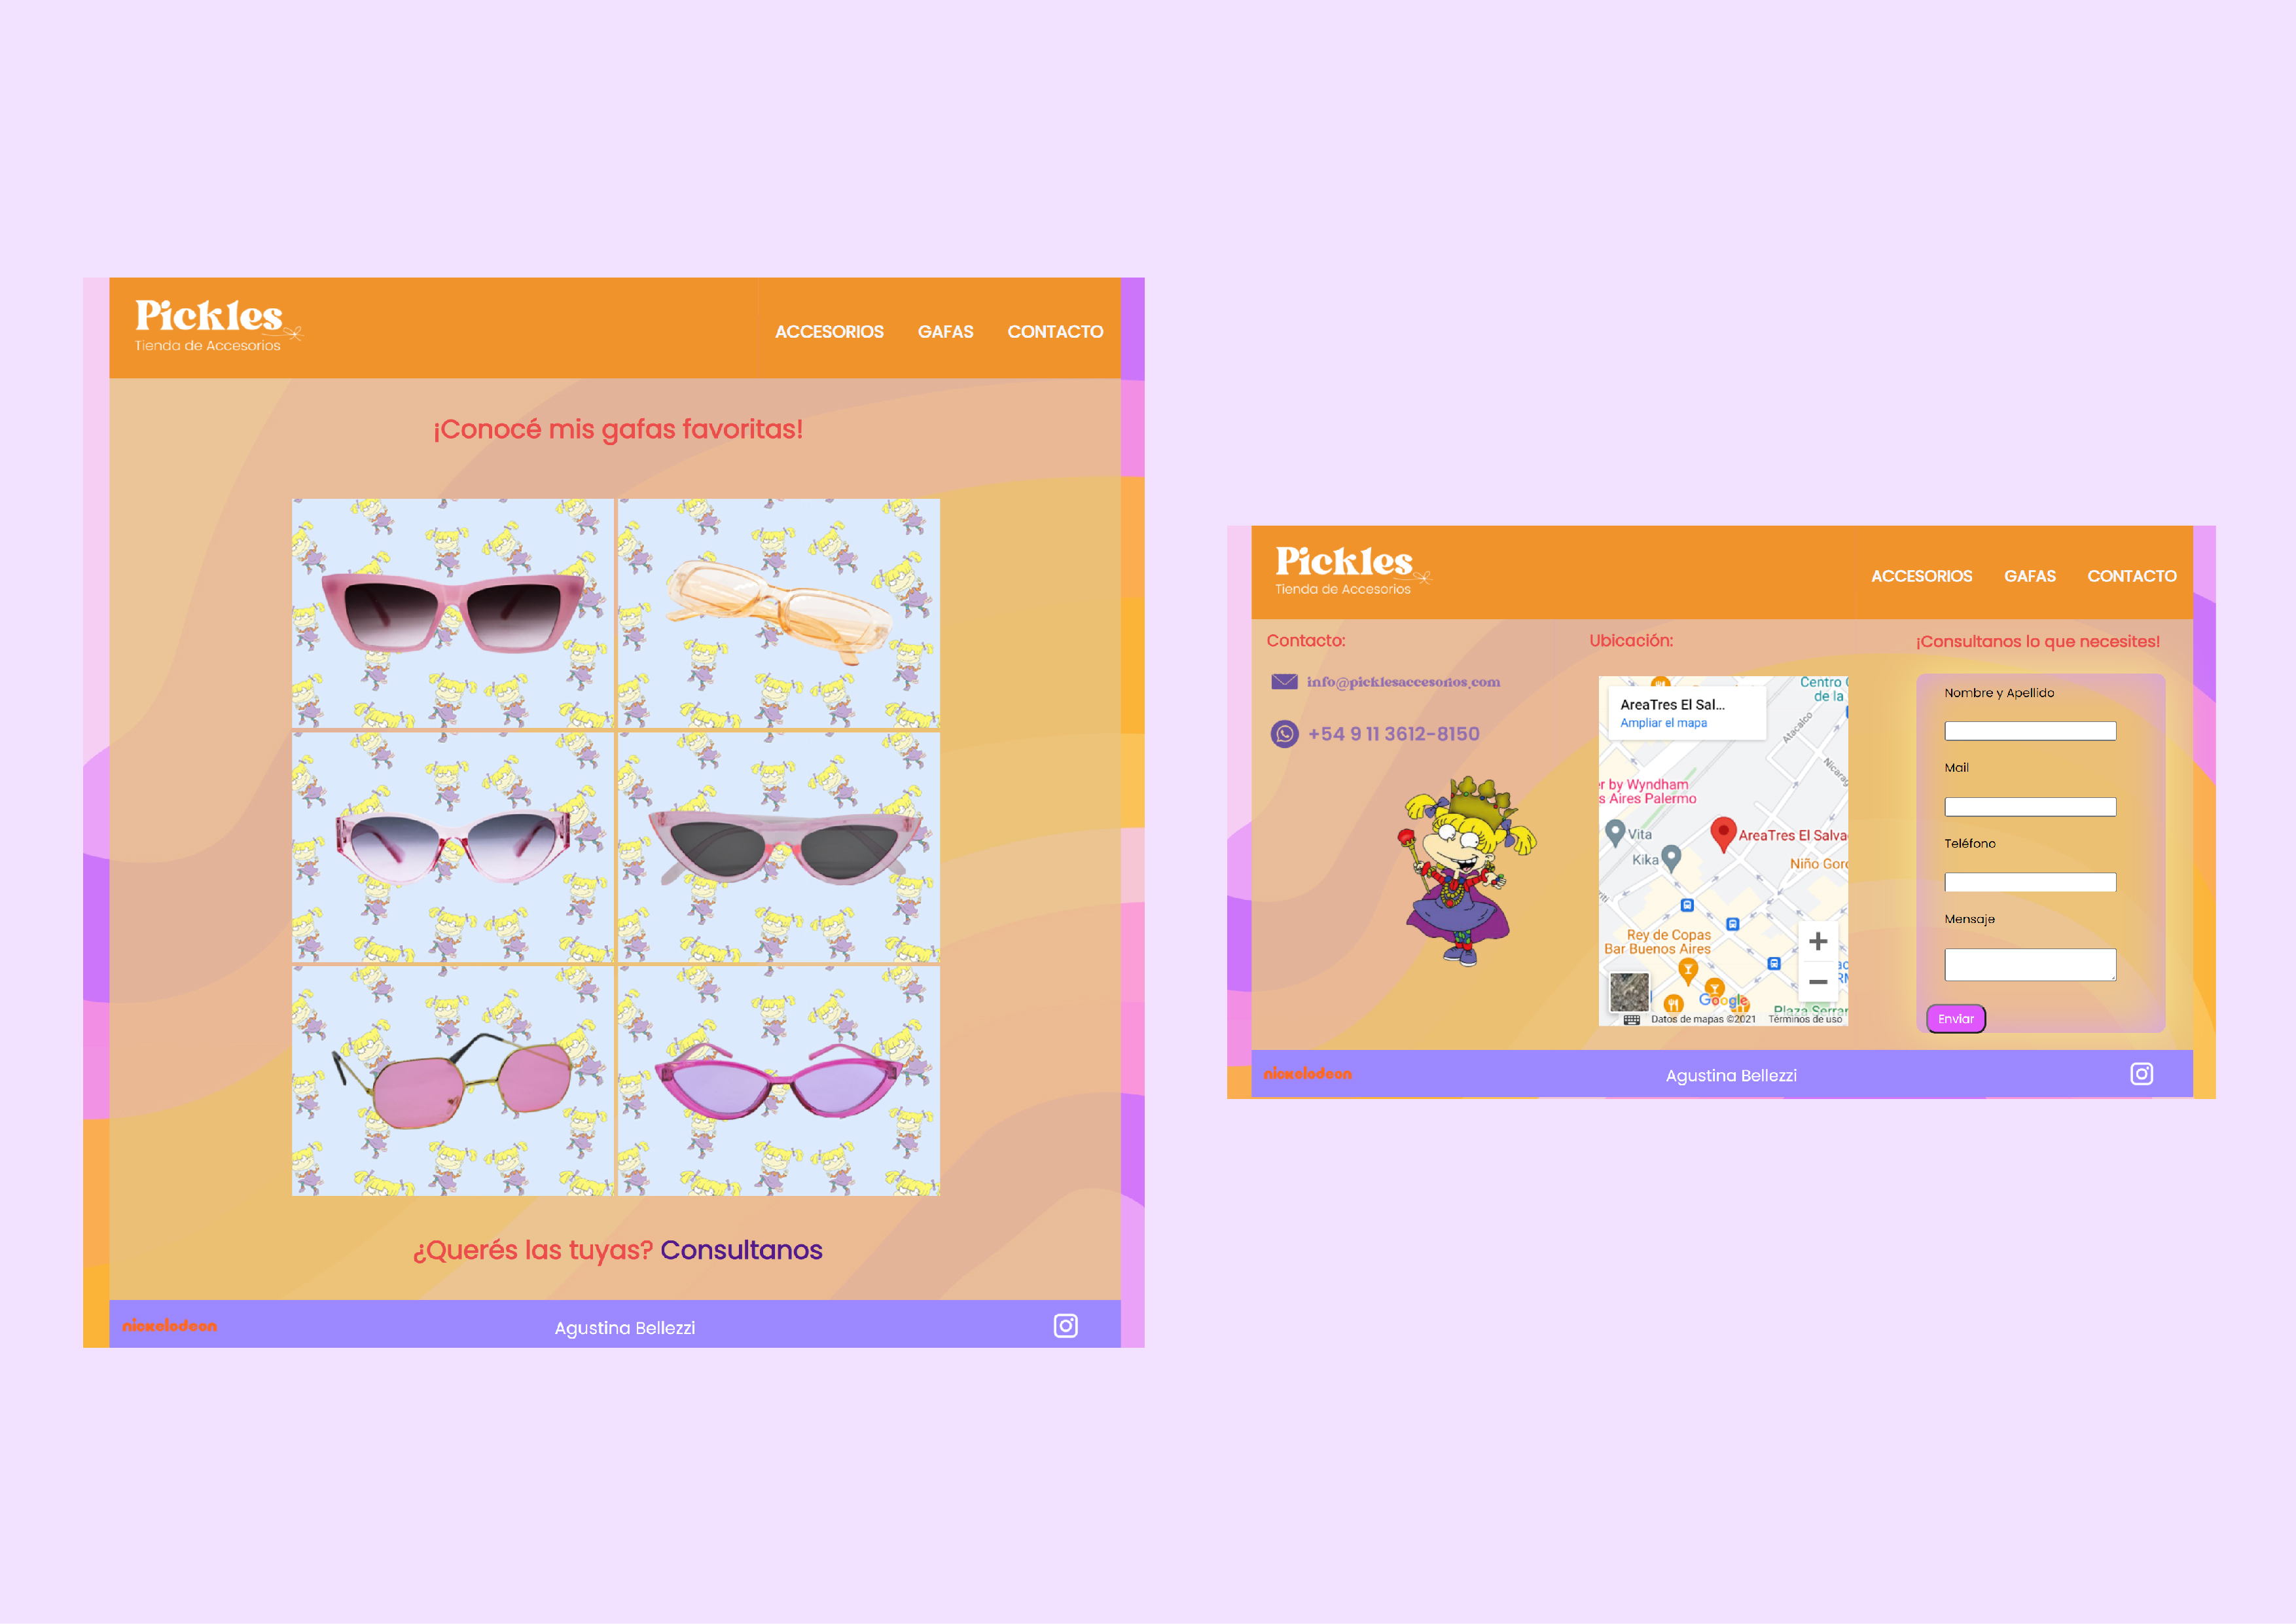 Pickles
Tienda de Accesorios
ACCESORIOS GAFAS CONTACTO
¡Conocé mis gafas favoritas!
¿Querés las tuyas? Consultanos
nickelodeon
Agustina Bellezzi
Pickles
Tienda de Accesorios
ACCESORIOS GAFAS CONTACTO
Contacto:
info@picklesaccesorios.com
+54 9 11 3612-8150
Ubicación:
AreaTres El Sal...
Ampliar el mapa
Centro
de la
Atacalco
Nicarag
r by Wyndham
s Aires Palermo
Vita
AreaTres El Salva
Kika
Niño Gor
Rey de Copas
Bar Buenos Aires
Google
Plaza Serrar
Datos de mapas ©2021 Términos de uso
¡Consultanos lo que necesites!
Nombre y Apellido
Mail
Teléfono
Mensaje
Enviar
nickelodeon
Agustina Bellezzi